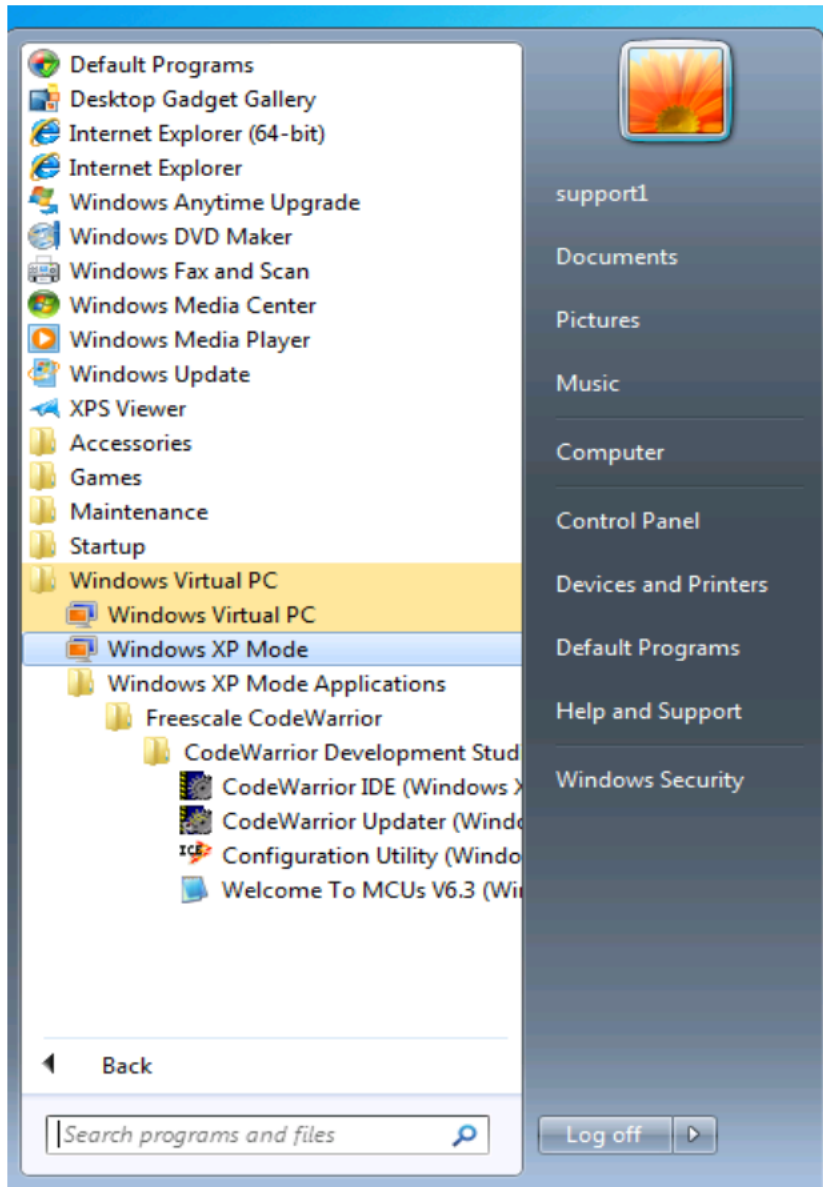 Default Programs
Desktop Gadget Gallery
Internet Explorer (64-bit)
Internet Explorer
Windows Anytime Upgrade
Windows DVD Maker
Windows Fax and Scan
Windows Media Center
Windows Media Player
Windows Update
XPS Viewer
Accessories
Games
Maintenance
Startup
Windows Virtual PC
Windows Virtual PC
Windows XP Mode
Windows XP Mode Applications
Freescale CodeWarrior
CodeWarrior Development Stud
CodeWarrior IDE (Windows X
CodeWarrior Updater (Windo
ICE Configuration Utility (Windo
Welcome To MCUs V6.3 (Wi
Back
Search programs and files
support1
Documents
Pictures
Music
Computer
Control Panel
Devices and Printers
Default Programs
Help and Support
Windows Security
Log off